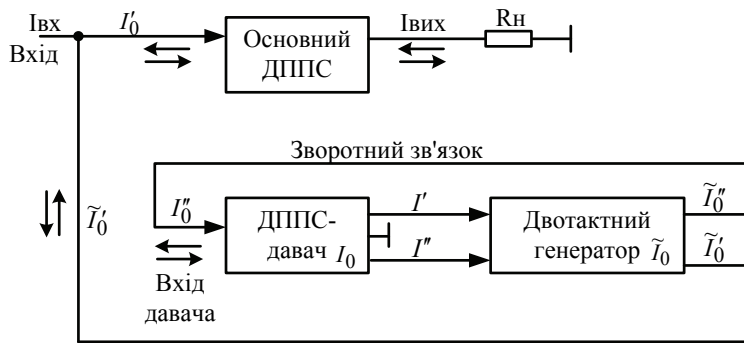 Iвх
Вхід
I′₀
Основний
ДППС
Iвих
Rн
Зворотний зв'язок
Ĩ′₀
I″₀
Вхід
давача
ДППС-
давач I₀
I′
I″
Двотактний
генератор Ĩ₀
Ĩ″₀
Ĩ′₀